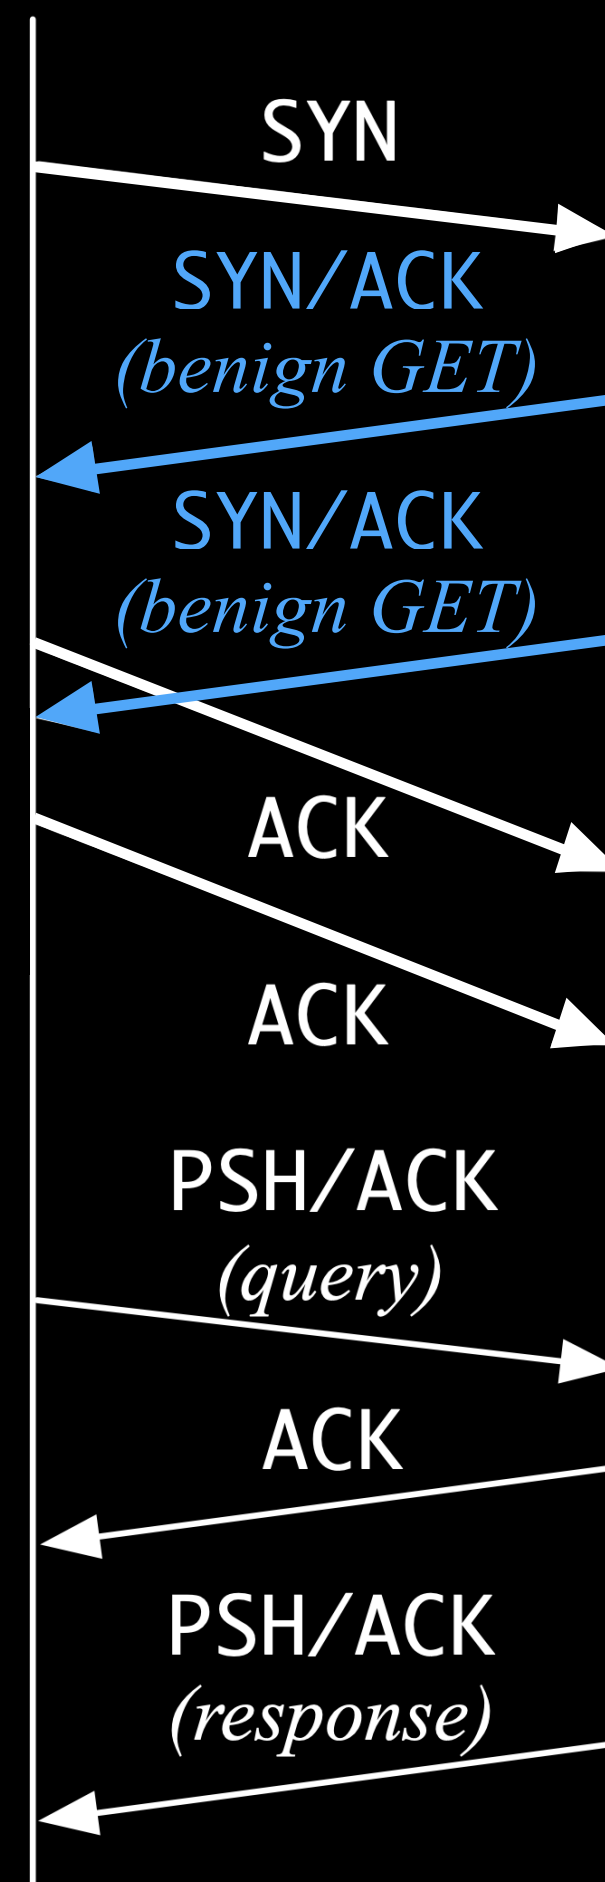 SYN
SYN/ACK
(benign GET)
SYN/ACK
(benign GET)
ACK
ACK
PSH/ACK
(query)
ACK
PSH/ACK
(response)